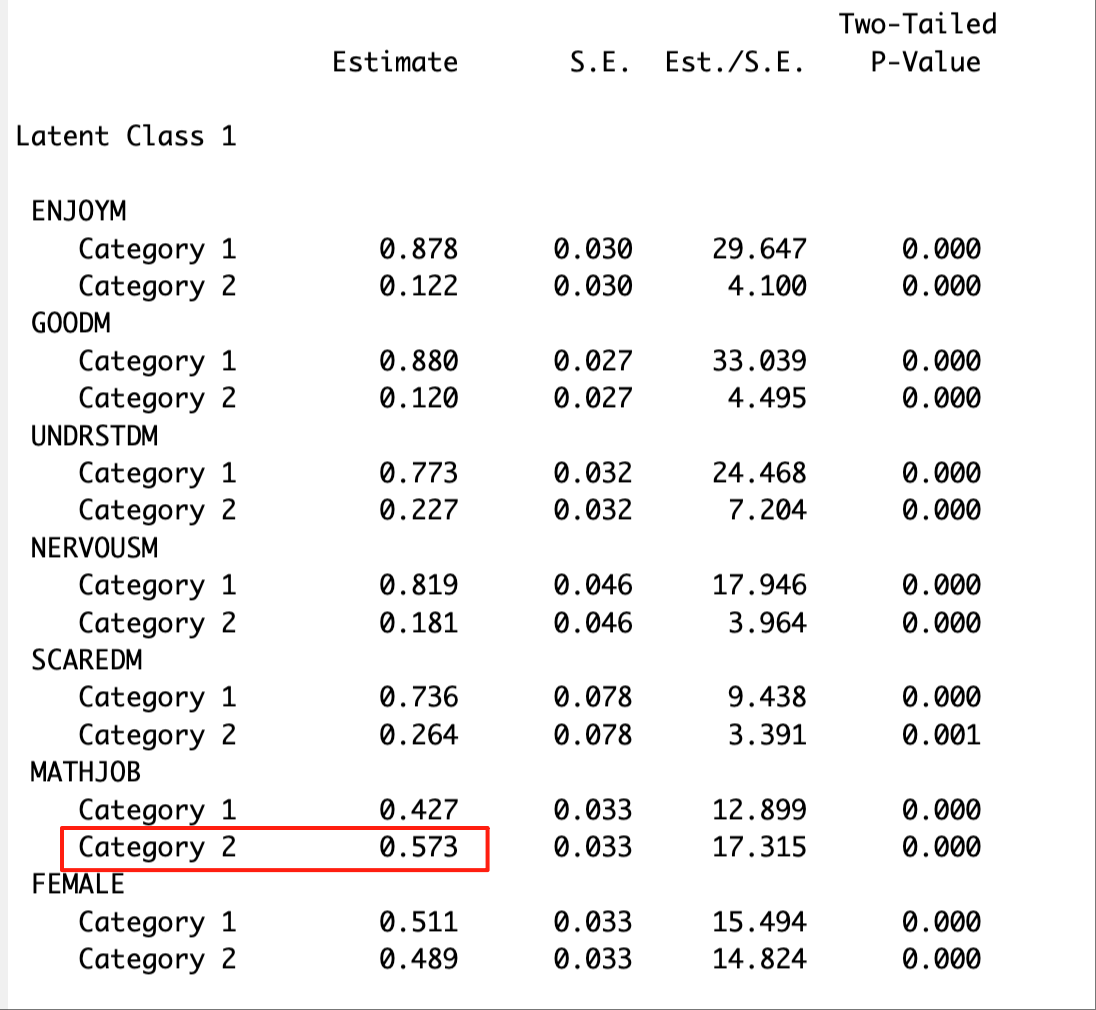 Two-Tailed
Estimate S.E. Est./S.E. P-Value
Latent Class 1
ENJOYM
Category 1 0.878 0.030 29.647 0.000
Category 2 0.122 0.030 4.100 0.000
GOODM
Category 1 0.880 0.027 33.039 0.000
Category 2 0.120 0.027 4.495 0.000
UNDRSTDM
Category 1 0.773 0.032 24.468 0.000
Category 2 0.227 0.032 7.204 0.000
NERVOUSM
Category 1 0.819 0.046 17.946 0.000
Category 2 0.181 0.046 3.964 0.000
SCAREDM
Category 1 0.736 0.078 9.438 0.000
Category 2 0.264 0.078 3.391 0.001
MATHJOB
Category 1 0.427 0.033 12.899 0.000
Category 2 0.573 0.033 17.315 0.000
FEMALE
Category 1 0.511 0.033 15.494 0.000
Category 2 0.489 0.033 14.824 0.000